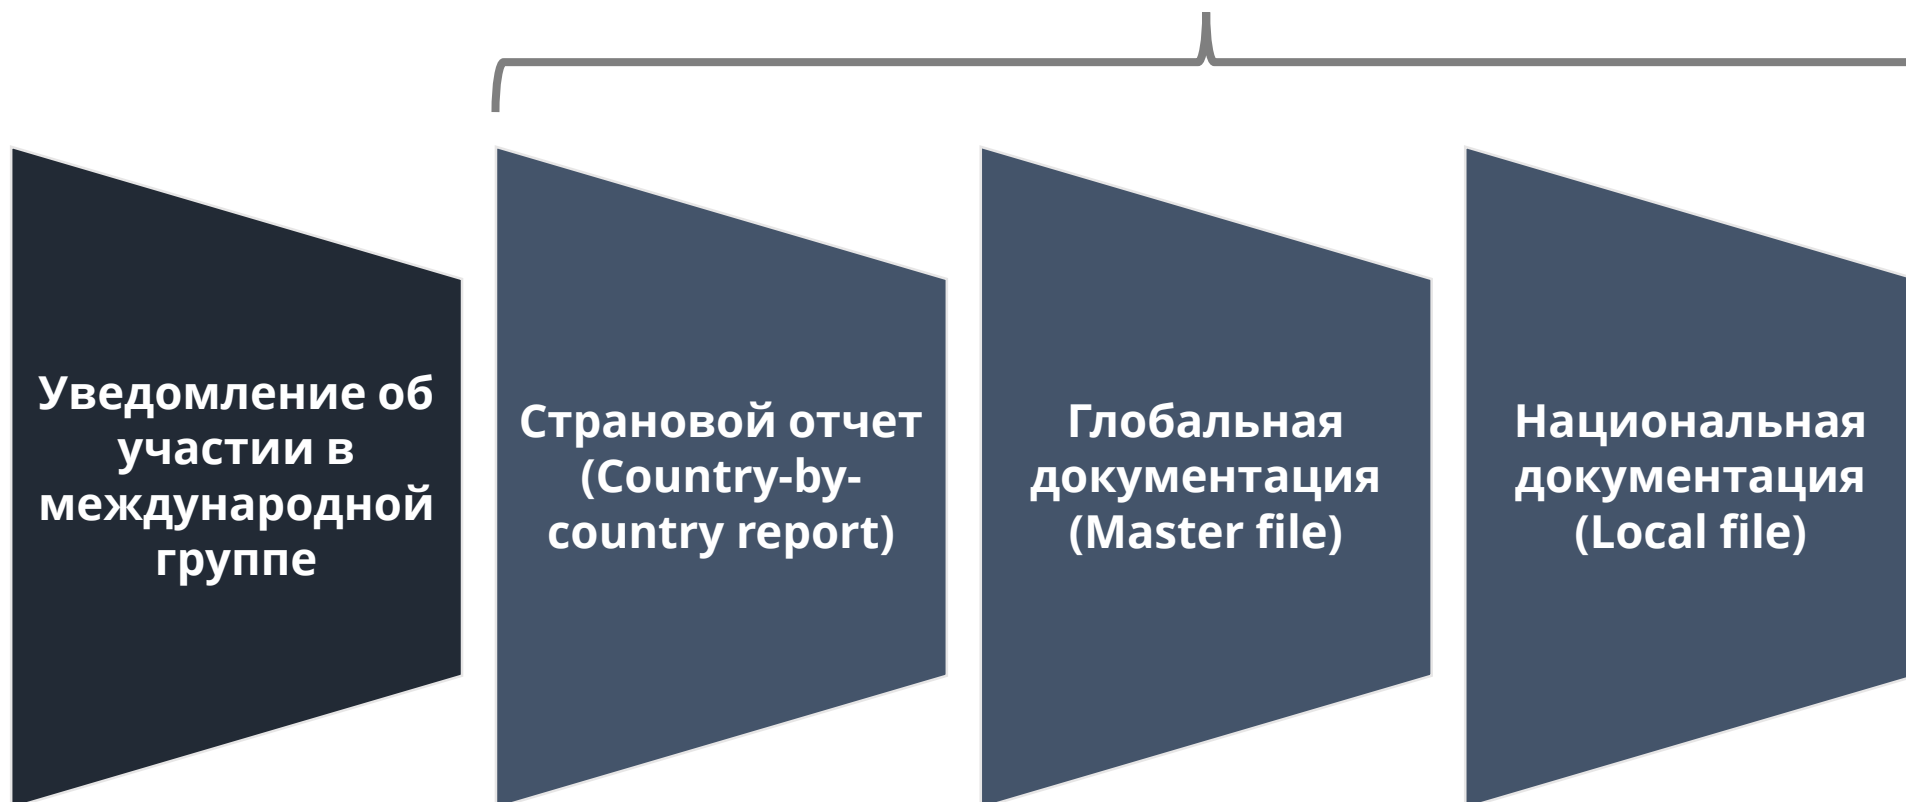 Уведомление об
участии в
международной
группе
Страновой отчет
(Country-by-
country report)
Глобальная
документация
(Master file)
Национальная
документация
(Local file)